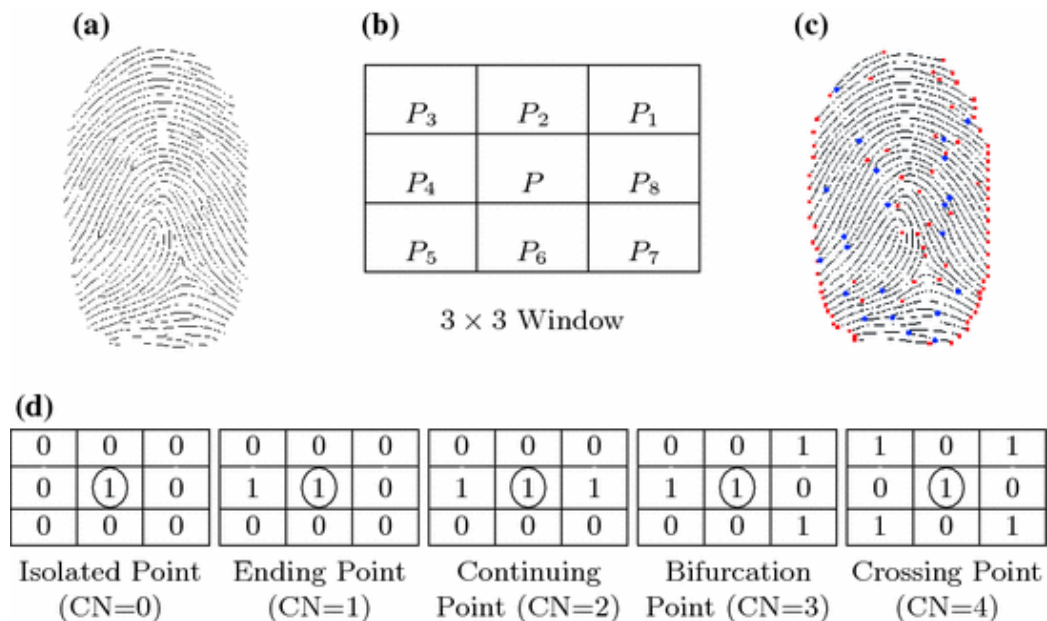 (a) (b) (c)
P₃ P₂ P₁
P₄ P P₈
P₅ P₆ P₇
3 × 3 Window
(d)
0 0 0 0 0 0 0 0 0 0 0 1 1 0 1
0 1 0 1 1 0 1 1 1 1 1 0 0 1 0
0 0 0 0 0 0 0 0 0 0 0 1 1 0 1
Isolated Point Ending Point Continuing Bifurcation Crossing Point
(CN=0) (CN=1) Point (CN=2) Point (CN=3) (CN=4)